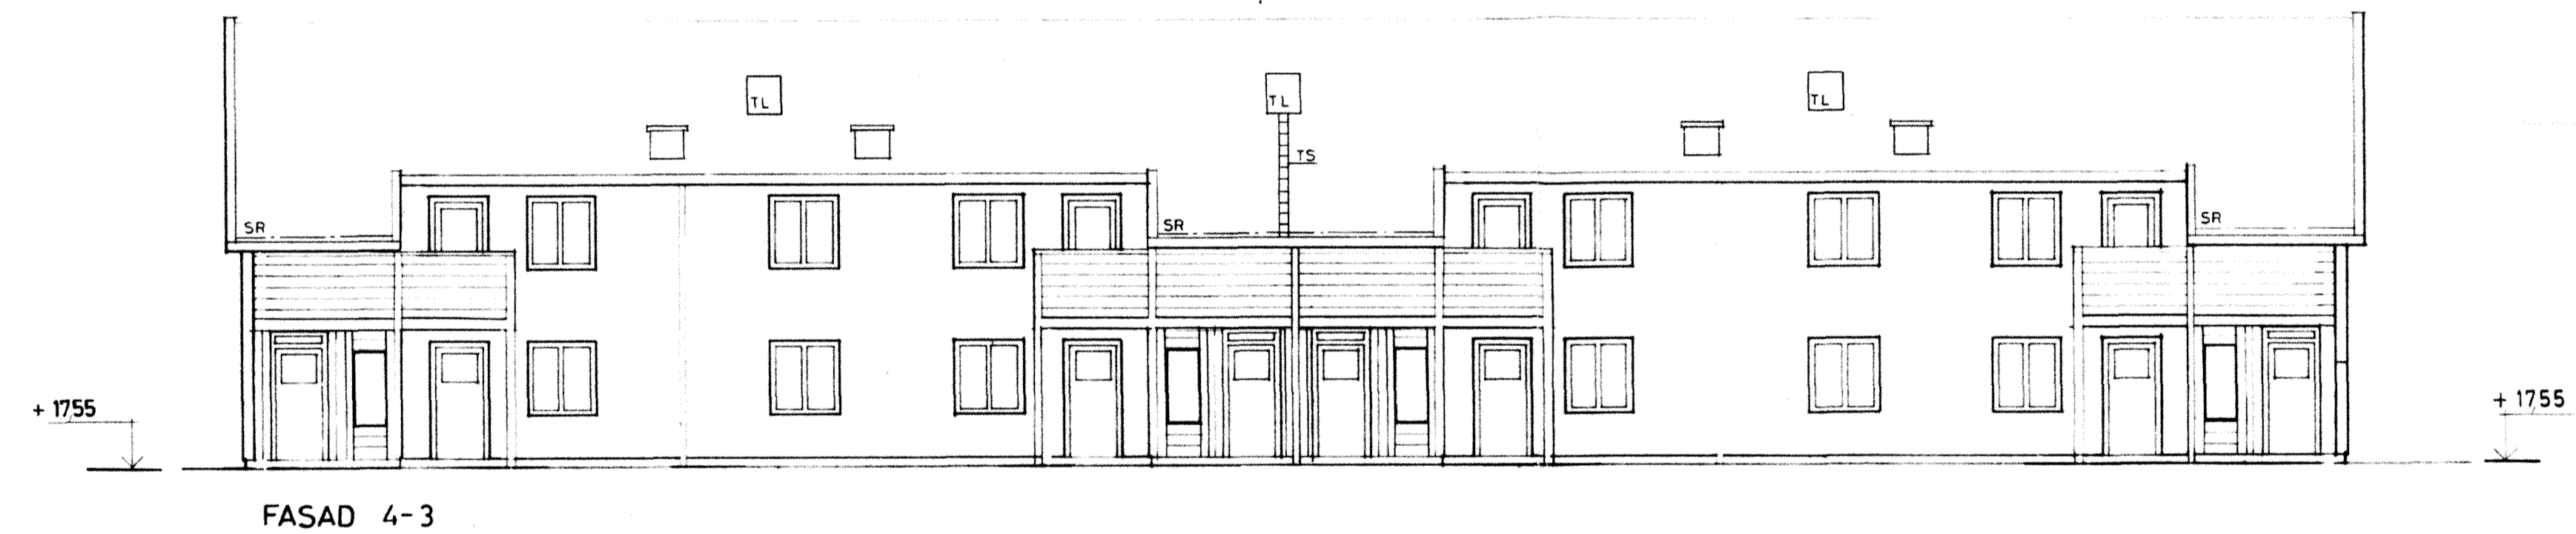 TL TL TL
TS
SR SR SR
+ 17,55 + 17,55
FASAD 4-3